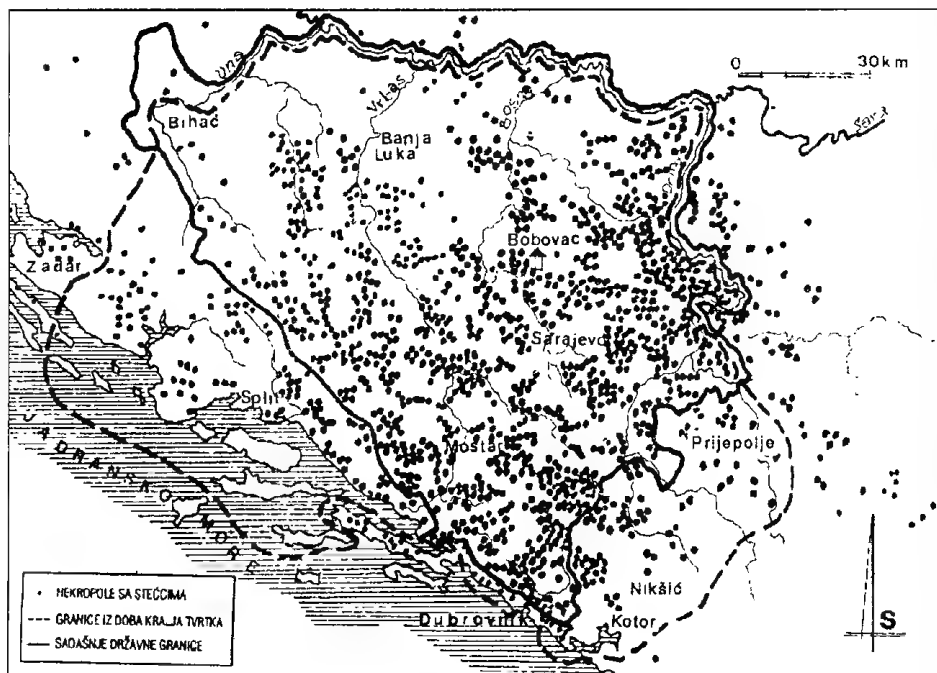 Una
Vrbas
Bosna
0 30km
Sava
Bihać
Banja
Luka
Bobovac
Zadar
Sarajevo
Split
Mostar
Prijepolje
JADRANSKO MORE
Nikšić
Kotor
Dubrovnik
S
NEKROPOLE SA STEĆCIMA
GRANICE IZ DOBA KRALJA TVRTKA
SADAŠNJE DRŽAVNE GRANICE